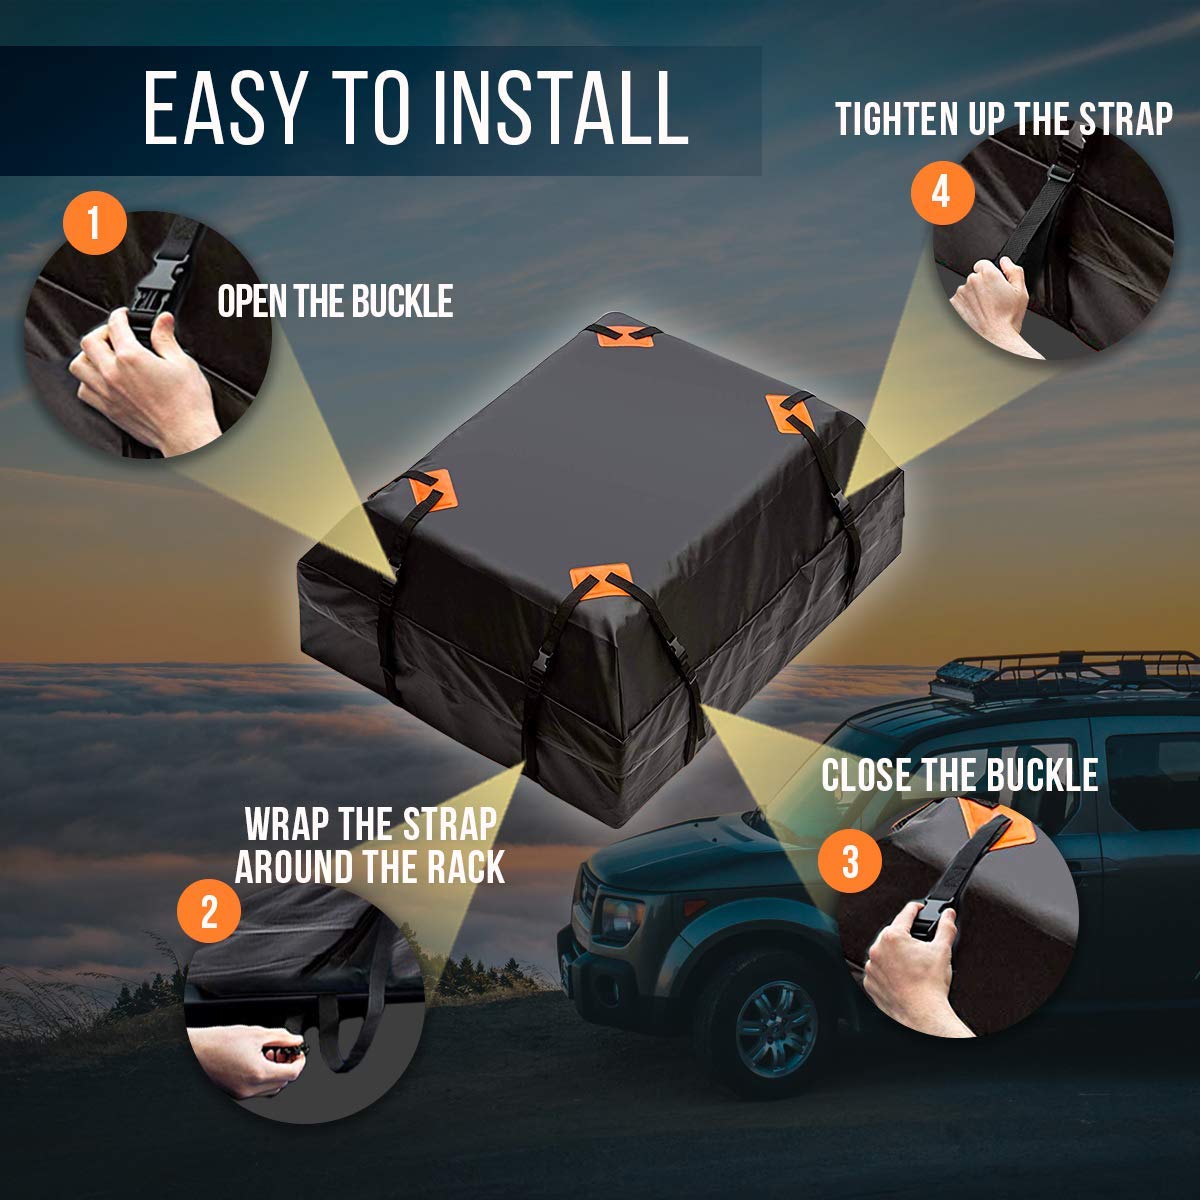 EASY TO INSTALL
1
OPEN THE BUCKLE
2
WRAP THE STRAP
AROUND THE RACK
3
CLOSE THE BUCKLE
4
TIGHTEN UP THE STRAP